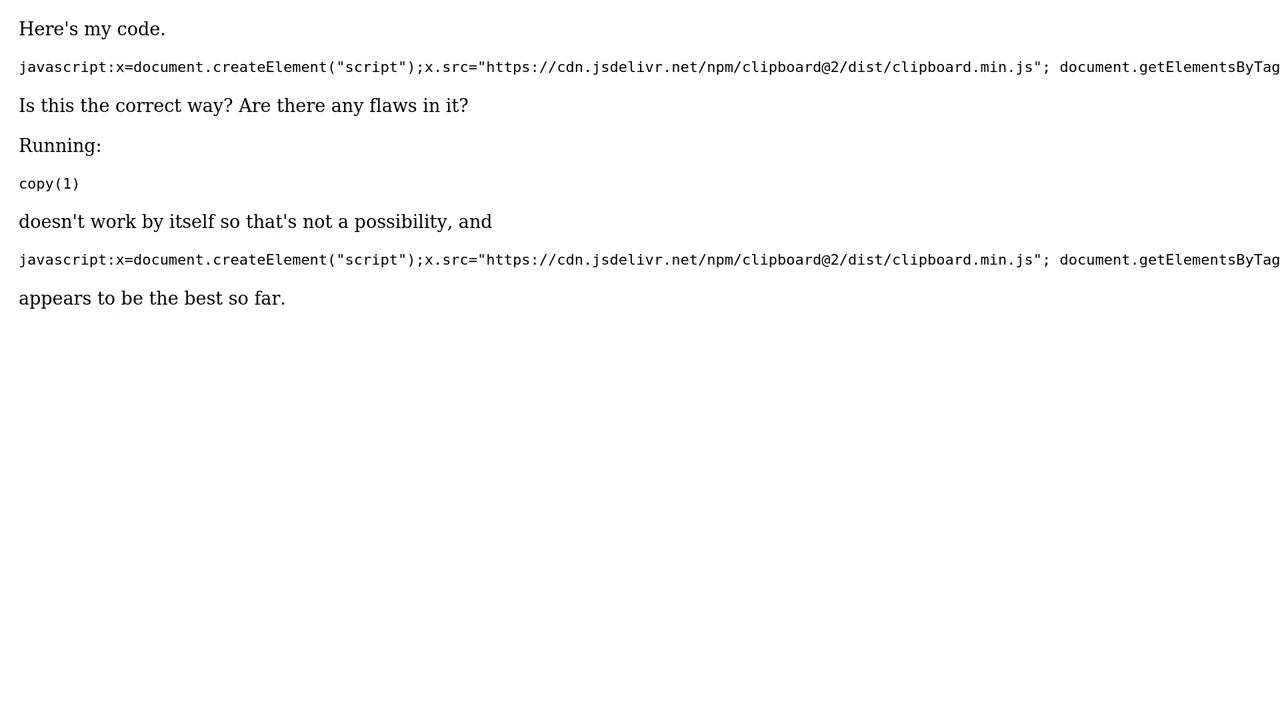 Here's my code.
javascript:x=document.createElement("script");x.src="https://cdn.jsdelivr.net/npm/clipboard@2/dist/clipboard.min.js"; document.getElementsByTag
Is this the correct way? Are there any flaws in it?
Running:
copy(1)
doesn't work by itself so that's not a possibility, and
javascript:x=document.createElement("script");x.src="https://cdn.jsdelivr.net/npm/clipboard@2/dist/clipboard.min.js"; document.getElementsByTag
appears to be the best so far.